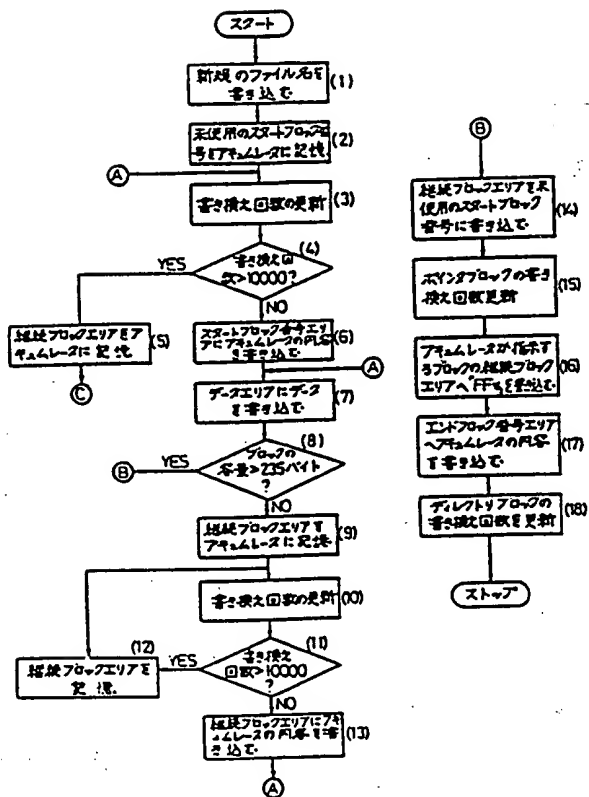 スタート
新規のファイル名を
書き込む
(1)
未使用のスタートブロック番
号をアキュムレータに記憶.
(2)
A
書き換え回数の更新
(3)
(4)
書き換え回
数>10000?
YES
NO
継続ブロックエリアをア
キュムレータに記憶
(5)
C
スタートブロック番号エリ
アにアキュムレータの内容
を書き込む
(6)
A
データエリアにデータ
を書き込む
(7)
(8)
ブロックの
容量>235バイト
?
YES
B
NO
継続ブロックエリアを
アキュムレータに記憶.
(9)
書き換え回数の更新
(10)
(11)
書き換え
回数>10000
?
YES
(12)
継続ブロックエリアを
記憶.
NO
継続ブロックエリアにアキ
ュムレータの内容を書
き込む
(13)
A
B
継続ブロックエリアを未
使用のスタートブロック
番号に書き込む
(14)
ポインタブロックの書き
換え回数更新
(15)
アキュムレータが指示す
るブロックの継続ブロック
エリアへ"FF"を書き込む
(16)
エンドブロック番号エリア
へアキュムレータの内容
を書き込む
(17)
ディレクトリブロックの
書き換え回数を更新
(18)
ストップ